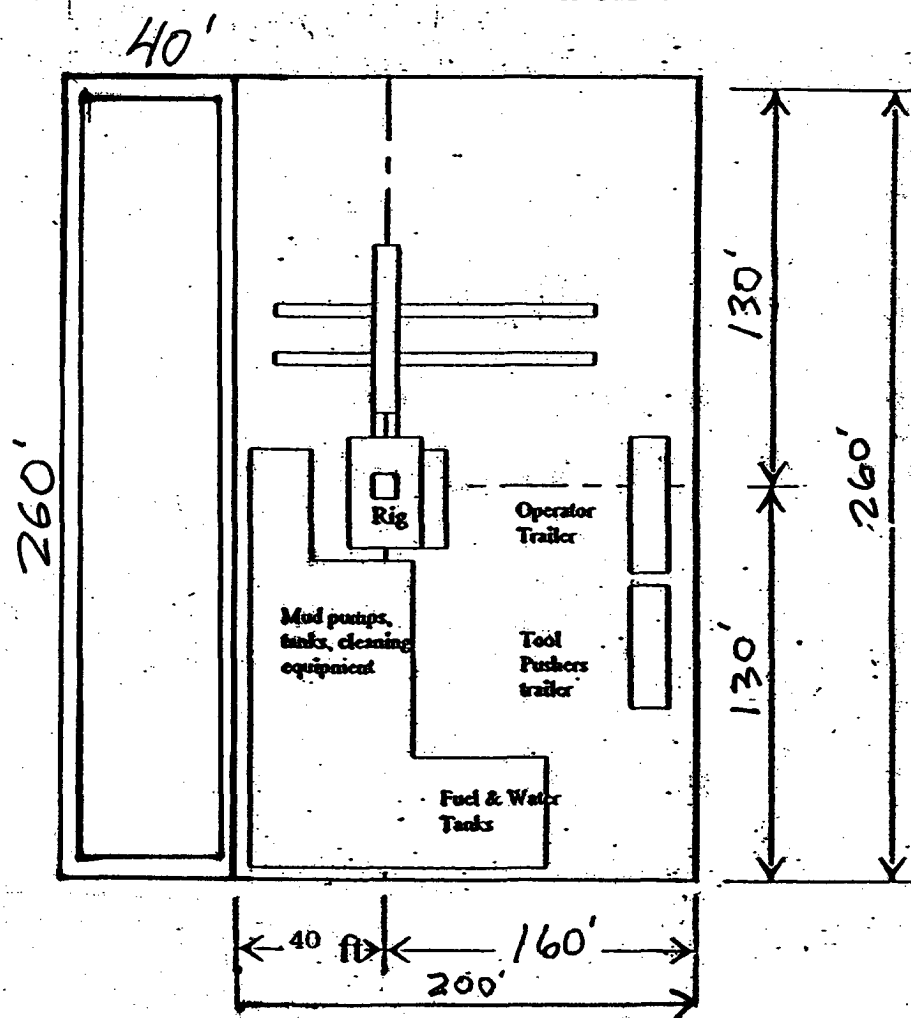 40'
130'
260'
260'
Rig
Operator
Trailer
Mud pumps,
tanks, cleaning
equipment
Tool
Pushers
trailer
130'
Fuel & Water
Tanks
40 ft
160'
200'